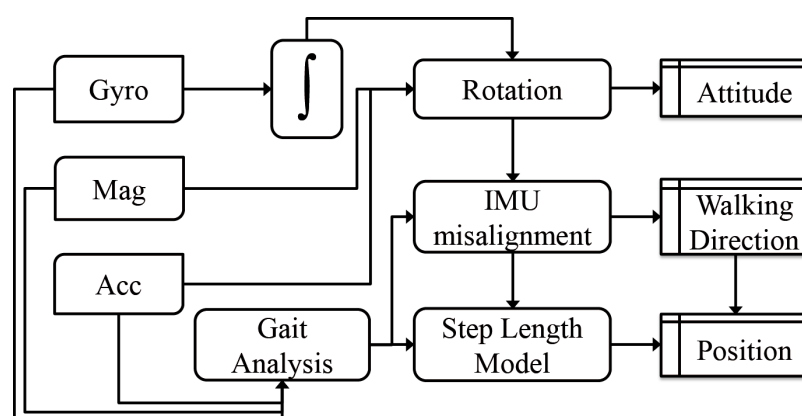 Gyro
∫
Rotation
Attitude
Mag
IMU
misalignment
Walking
Direction
Acc
Gait
Analysis
Step Length
Model
Position